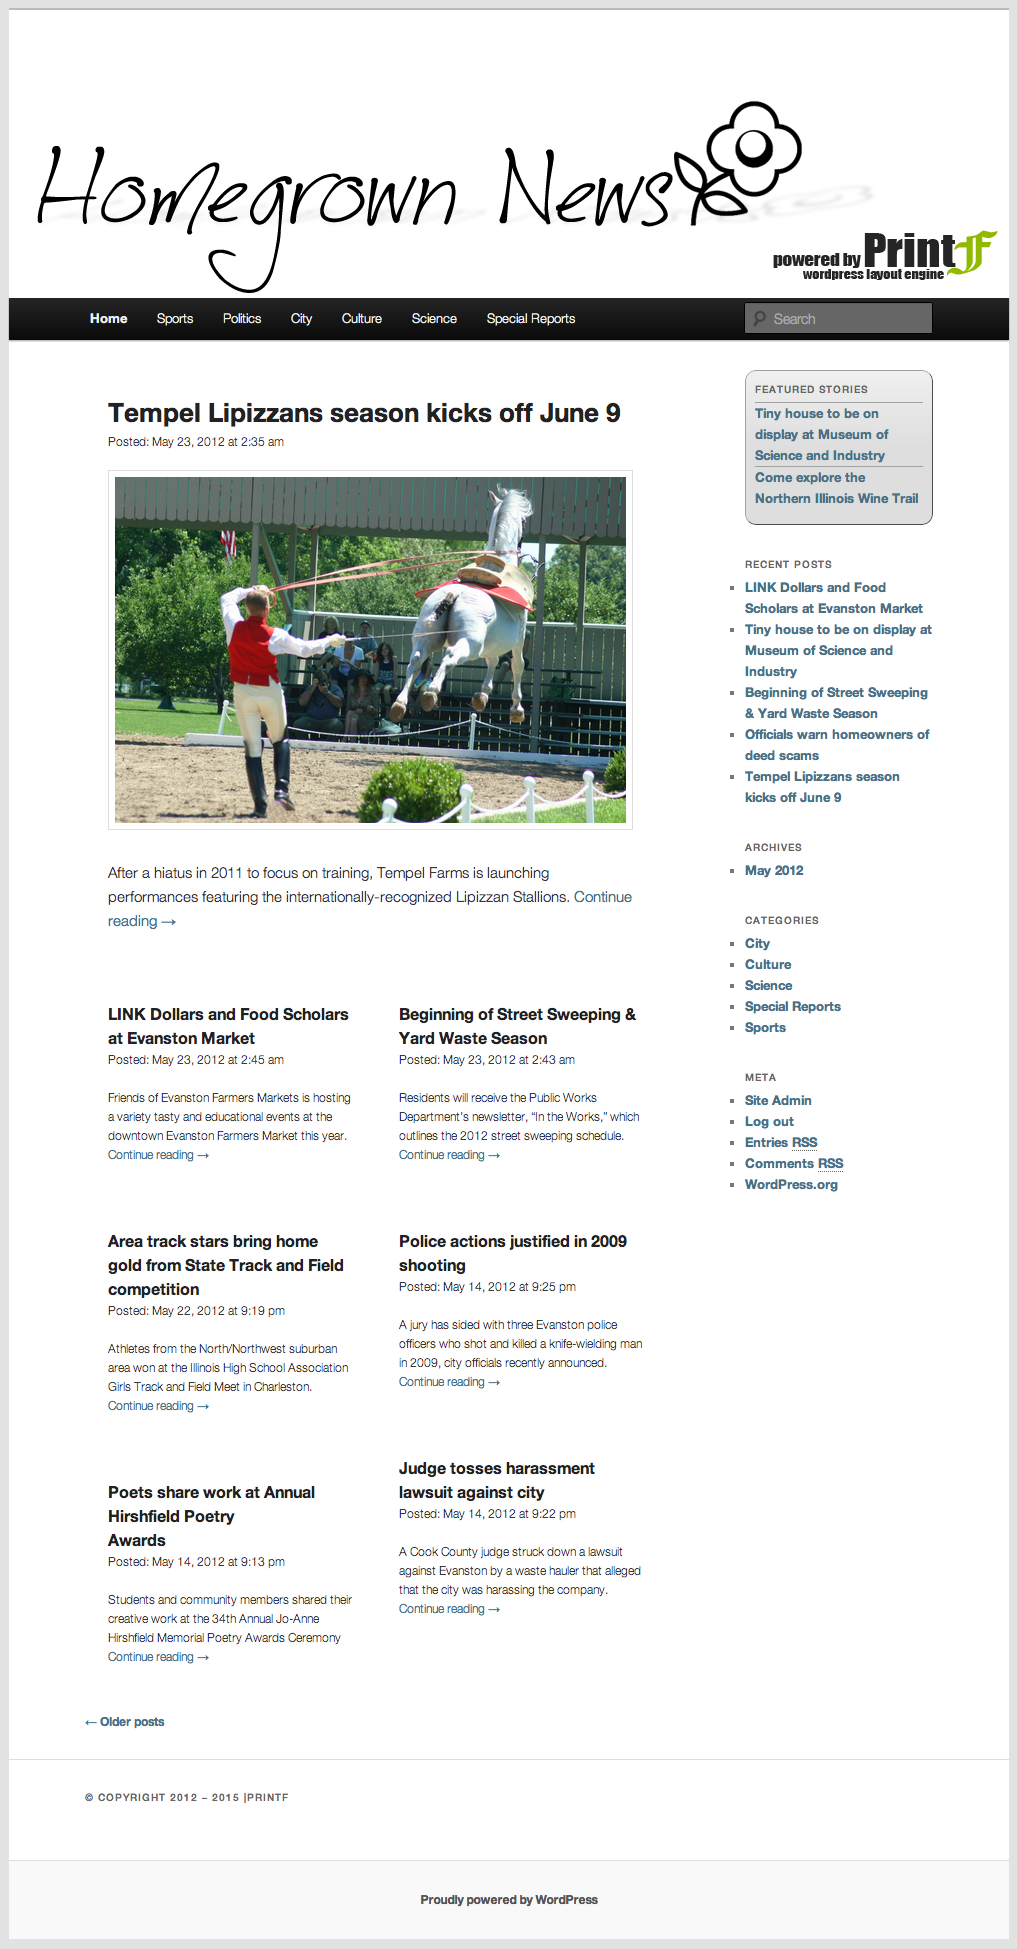 Homegrown News
powered by PrintF
wordpress layout engine
Home Sports Politics City Culture Science Special Reports Search
Tempel Lipizzans season kicks off June 9
Posted: May 23, 2012 at 2:35 am
After a hiatus in 2011 to focus on training, Tempel Farms is launching
performances featuring the internationally-recognized Lipizzan Stallions. Continue
reading →
LINK Dollars and Food Scholars
at Evanston Market
Posted: May 23, 2012 at 2:45 am
Friends of Evanston Farmers Markets is hosting
a variety tasty and educational events at the
downtown Evanston Farmers Market this year.
Continue reading →
Beginning of Street Sweeping &
Yard Waste Season
Posted: May 23, 2012 at 2:43 am
Residents will receive the Public Works
Department's newsletter, “In the Works,” which
outlines the 2012 street sweeping schedule.
Continue reading →
Area track stars bring home
gold from State Track and Field
competition
Posted: May 22, 2012 at 9:19 pm
Athletes from the North/Northwest suburban
area won at the Illinois High School Association
Girls Track and Field Meet in Charleston.
Continue reading →
Police actions justified in 2009
shooting
Posted: May 14, 2012 at 9:25 pm
A jury has sided with three Evanston police
officers who shot and killed a knife-wielding man
in 2009, city officials recently announced.
Continue reading →
Poets share work at Annual
Hirshfield Poetry
Awards
Posted: May 14, 2012 at 9:13 pm
Students and community members shared their
creative work at the 34th Annual Jo-Anne
Hirshfield Memorial Poetry Awards Ceremony
Continue reading →
Judge tosses harassment
lawsuit against city
Posted: May 14, 2012 at 9:22 pm
A Cook County judge struck down a lawsuit
against Evanston by a waste hauler that alleged
that the city was harassing the company.
Continue reading →
← Older posts
FEATURED STORIES
Tiny house to be on
display at Museum of
Science and Industry
Come explore the
Northern Illinois Wine Trail
RECENT POSTS
LINK Dollars and Food
Scholars at Evanston Market
Tiny house to be on display at
Museum of Science and
Industry
Beginning of Street Sweeping
& Yard Waste Season
Officials warn homeowners of
deed scams
Tempel Lipizzans season
kicks off June 9
ARCHIVES
May 2012
CATEGORIES
City
Culture
Science
Special Reports
Sports
META
Site Admin
Log out
Entries RSS
Comments RSS
WordPress.org
© COPYRIGHT 2012 – 2015 |PRINTF
Proudly powered by WordPress